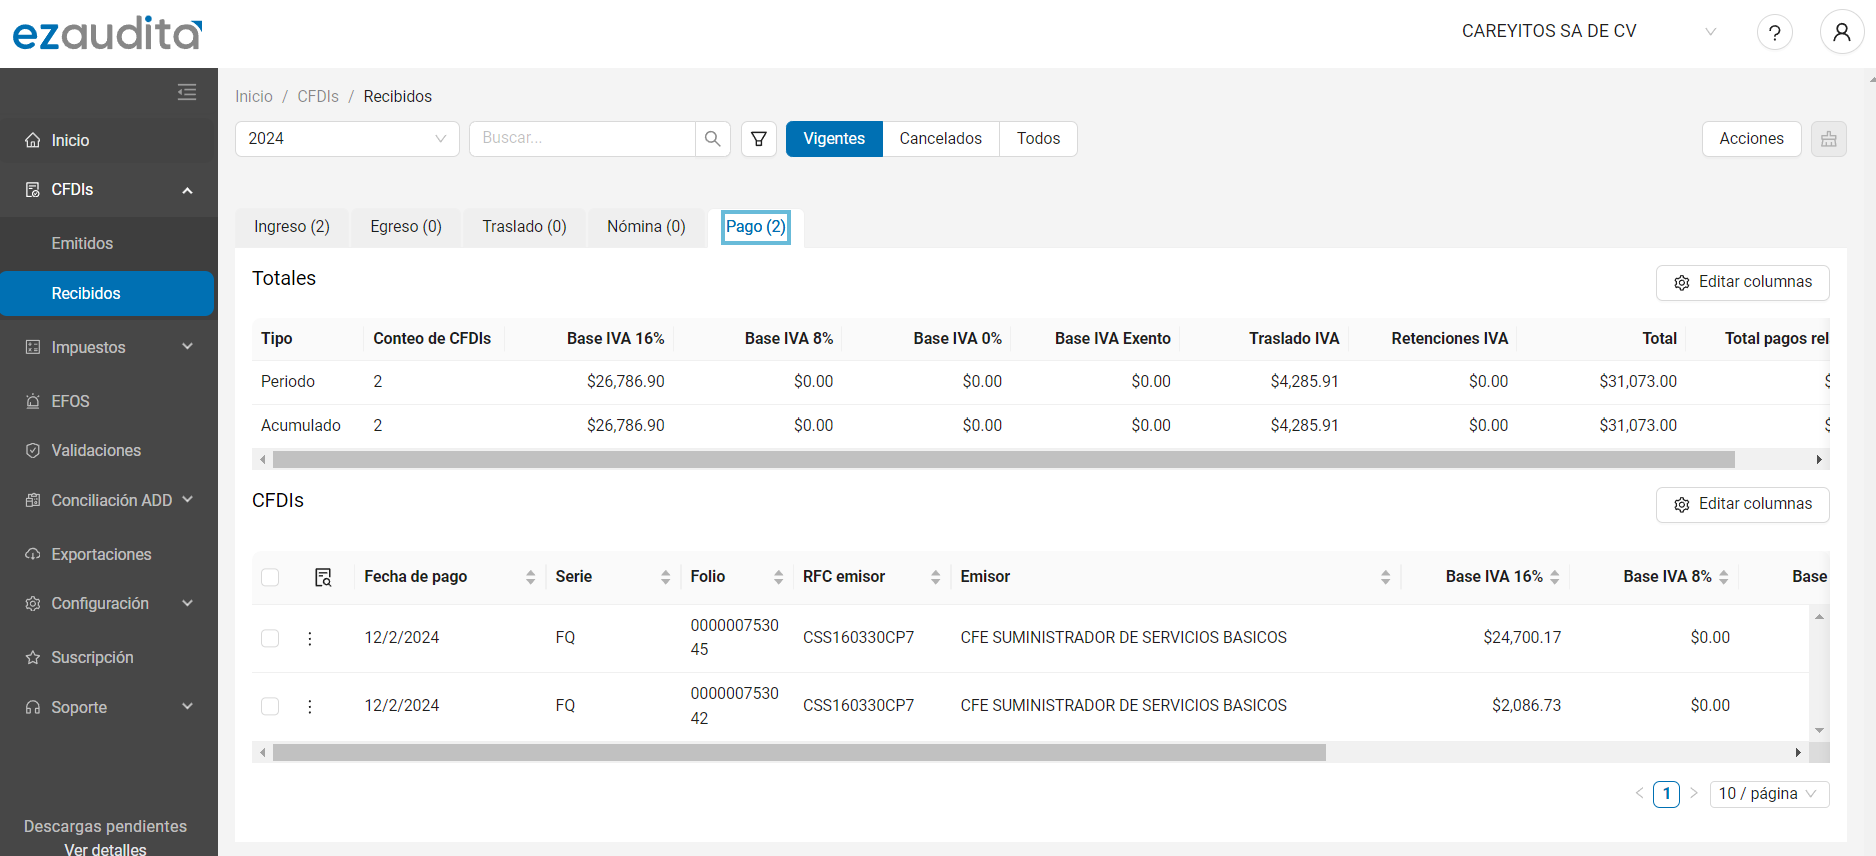 ezaudita
CAREYITOS SA DE CV
?
Inicio
CFDIs
Emitidos
Recibidos
Impuestos
EFOS
Validaciones
Conciliación ADD
Exportaciones
Configuración
Suscripción
Soporte
Descargas pendientes
Ver detalles
Inicio / CFDIs / Recibidos
2024
Buscar...
Vigentes Cancelados Todos
Acciones
Ingreso (2) Egreso (0) Traslado (0) Nómina (0) Pago (2)
Totales
Editar columnas
Tipo Conteo de CFDIs Base IVA 16% Base IVA 8% Base IVA 0% Base IVA Exento Traslado IVA Retenciones IVA Total Total pagos rel
Periodo 2 $26,786.90 $0.00 $0.00 $0.00 $4,285.91 $0.00 $31,073.00 $
Acumulado 2 $26,786.90 $0.00 $0.00 $0.00 $4,285.91 $0.00 $31,073.00 $
CFDIs
Editar columnas
Fecha de pago Serie Folio RFC emisor Emisor Base IVA 16% Base IVA 8% Base
12/2/2024 FQ 0000007530 CSS160330CP7 CFE SUMINISTRADOR DE SERVICIOS BASICOS $24,700.17 $0.00
45
12/2/2024 FQ 0000007530 CSS160330CP7 CFE SUMINISTRADOR DE SERVICIOS BASICOS $2,086.73 $0.00
42
< 1 > 10 / página